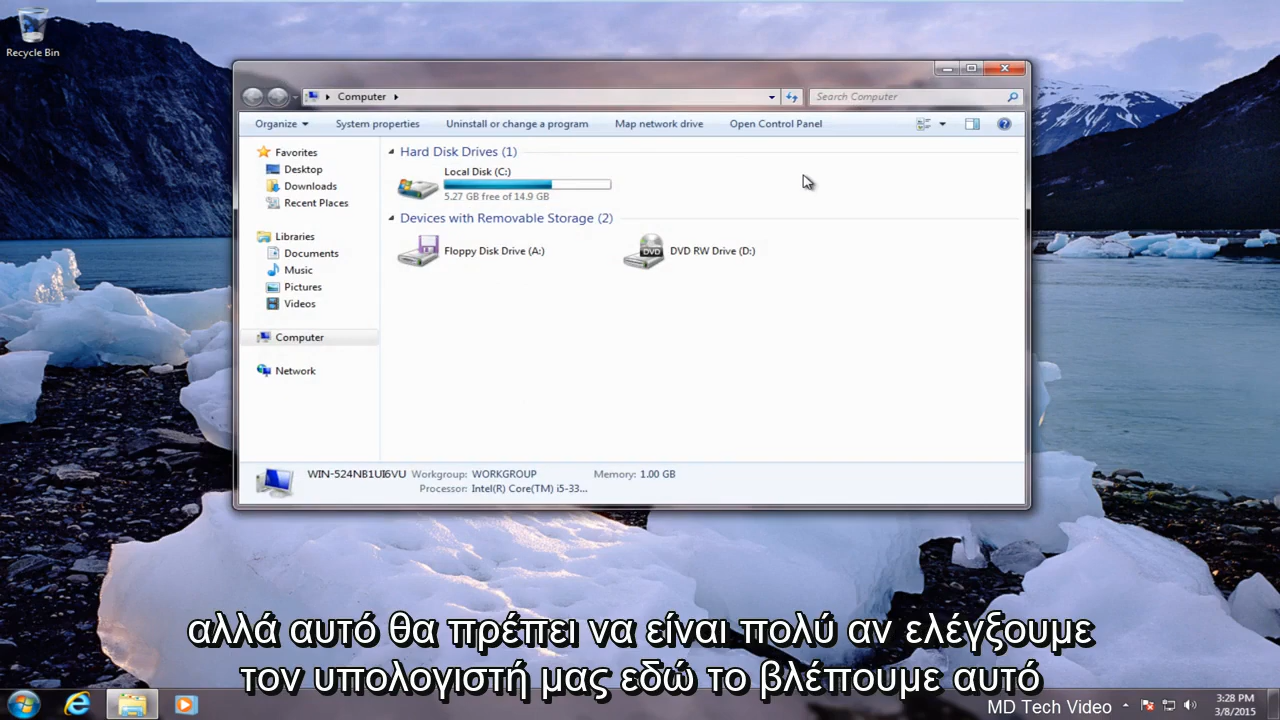 Recycle Bin
Computer
Search Computer
Organize System properties Uninstall or change a program Map network drive Open Control Panel
Favorites
Desktop
Downloads
Recent Places
Libraries
Documents
Music
Pictures
Videos
Computer
Network
Hard Disk Drives (1)
Local Disk (C:)
5.27 GB free of 14.9 GB
Devices with Removable Storage (2)
Floppy Disk Drive (A:) DVD RW Drive (D:)
DVD
WIN-524NB1UI6VU Workgroup: WORKGROUP Memory: 1.00 GB
Processor: Intel(R) Core(TM) i5-33...
αλλά αυτό θα πρέπει να είναι πολύ αν ελέγξουμε
τον υπολογιστή μας εδώ το βλέπουμε αυτό
MD Tech Video
3:28 PM
3/8/2015